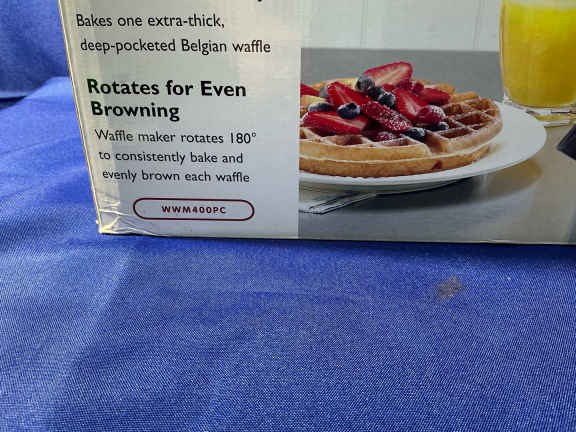 Bakes one extra-thick,
deep-pocketed Belgian waffle
Rotates for Even
Browning
Waffle maker rotates 180°
to consistently bake and
evenly brown each waffle
WWM400PC